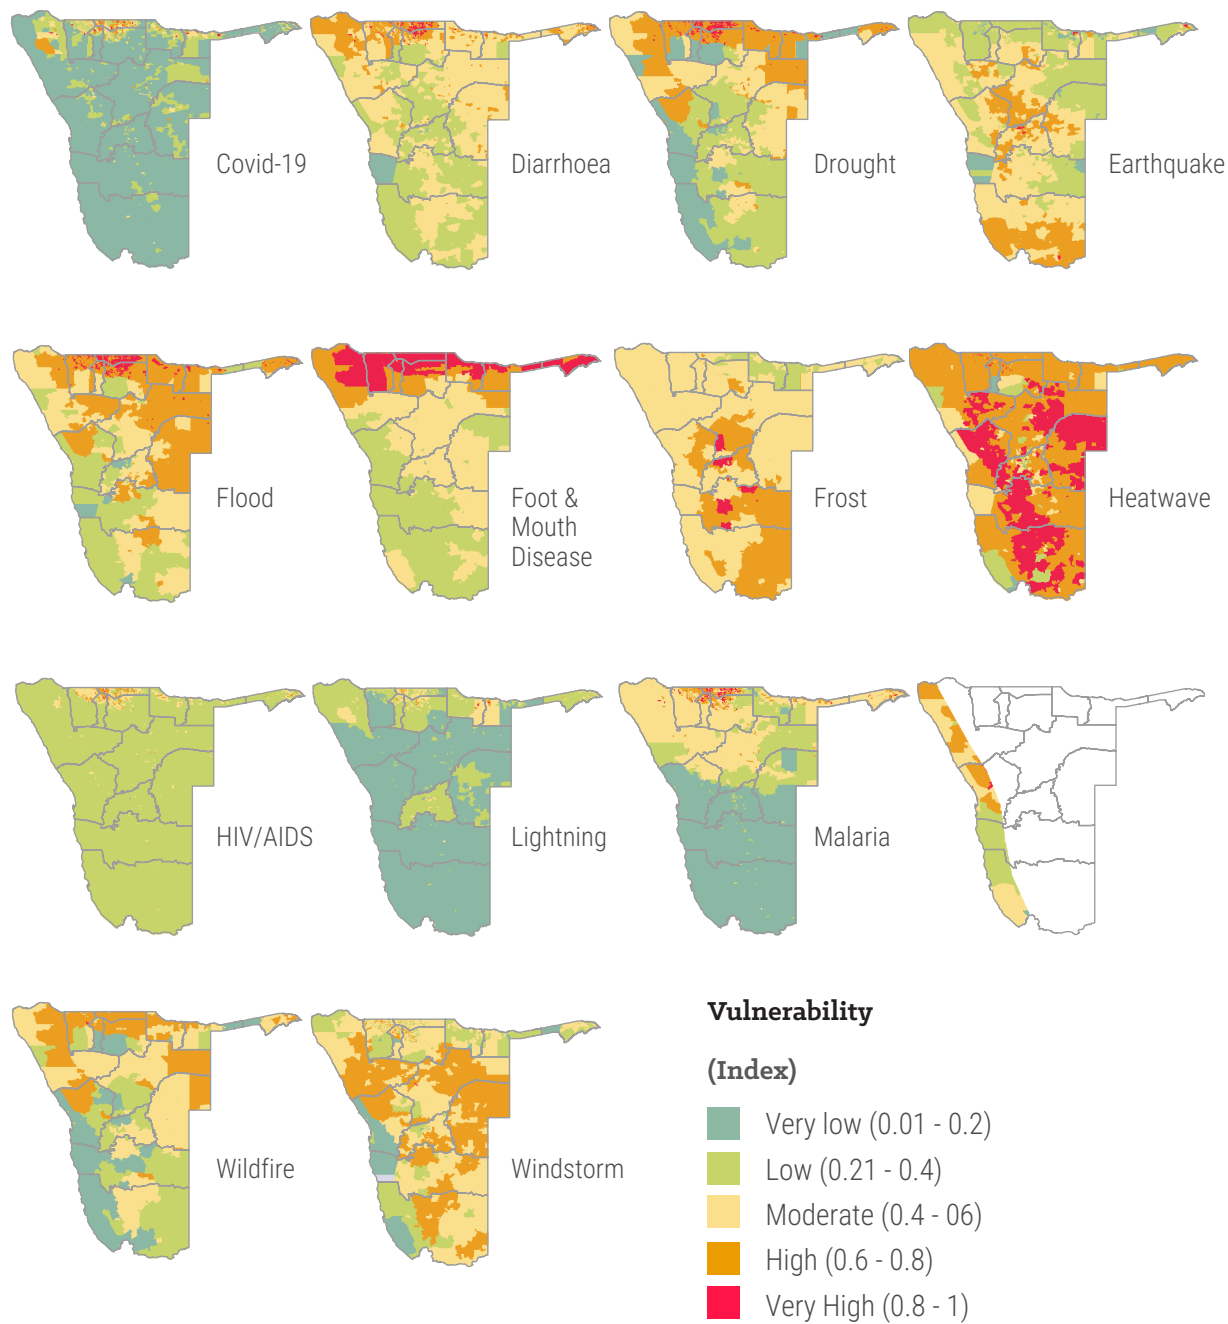 Covid-19
Diarrhoea
Drought
Earthquake
Flood
Foot &
Mouth
Disease
Frost
Heatwave
HIV/AIDS
Lightning
Malaria
Wildfire
Windstorm
Vulnerability
(Index)
Very low (0.01 - 0.2)
Low (0.21 - 0.4)
Moderate (0.4 - 06)
High (0.6 - 0.8)
Very High (0.8 - 1)